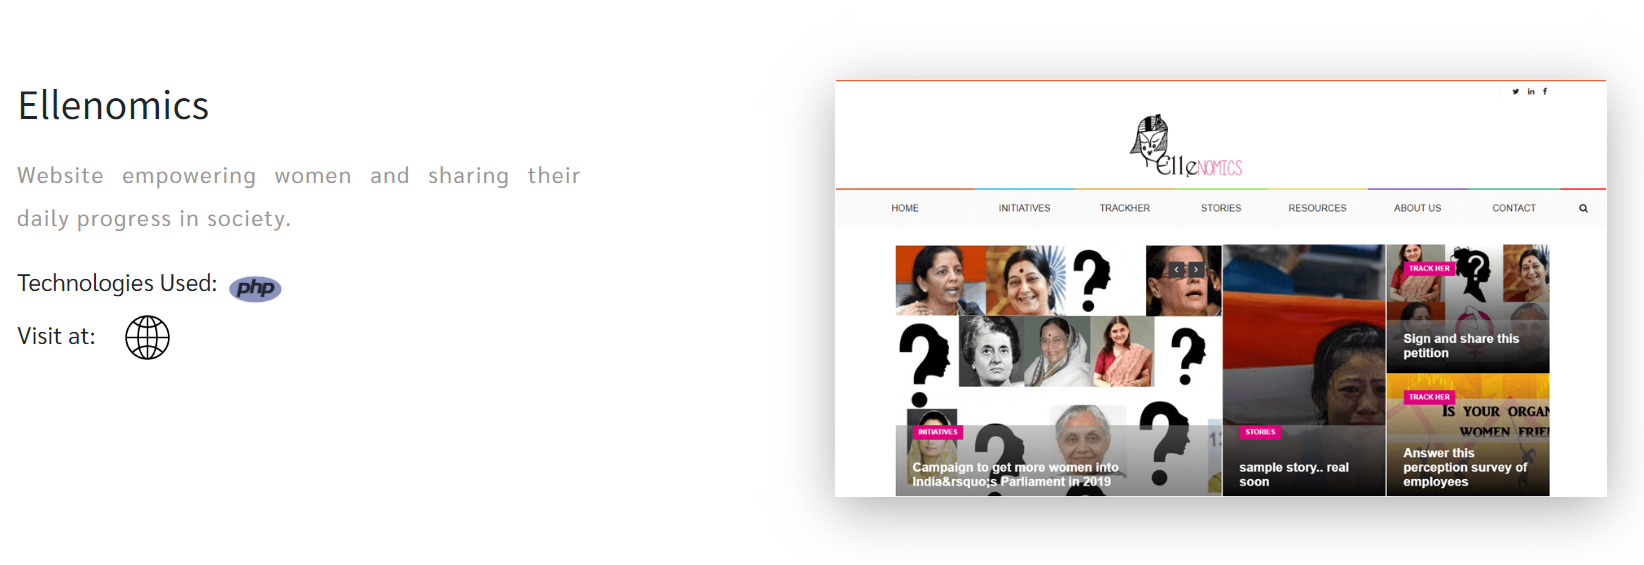 Ellenomics
Website empowering women and sharing their
daily progress in society.
Technologies Used: php
Visit at:
EllenOMICS
HOME INITIATIVES TRACKHER STORIES RESOURCES ABOUT US CONTACT
INITIATIVES
Campaign to get more women into
India&rsquo;s Parliament in 2019
STORIES
sample story.. real
soon
TRACK HER
Sign and share this
petition
TRACK HER
IS YOUR ORGAN
WOMEN FRIEN
Answer this
perception survey of
employees